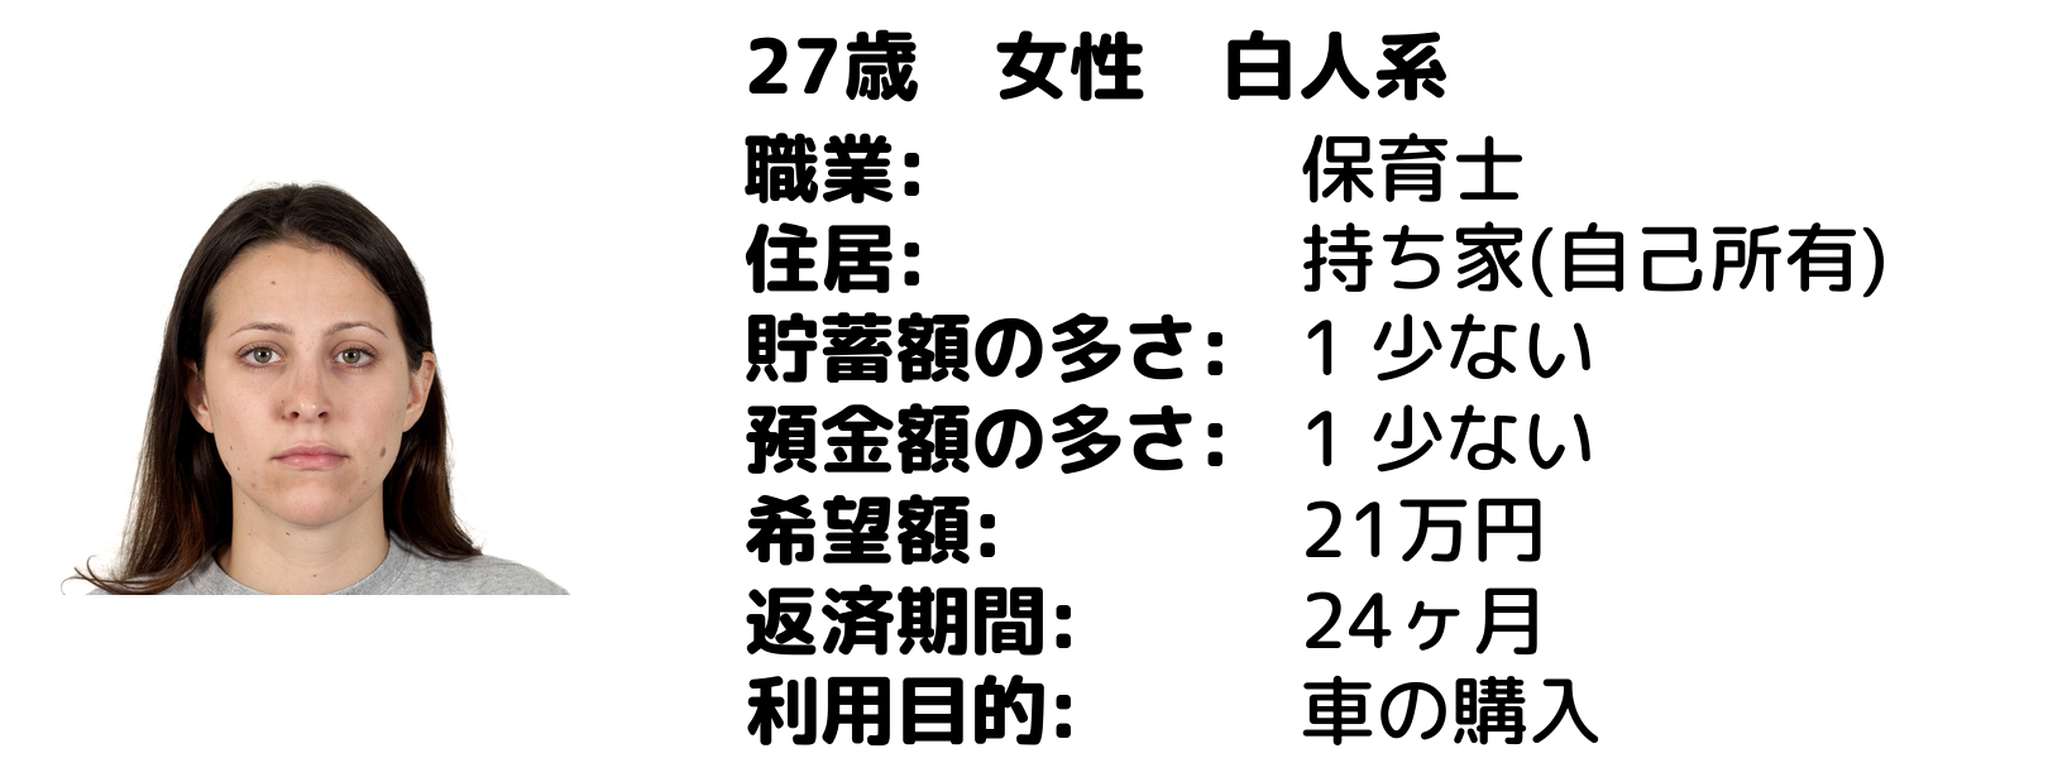 27歳　女性　白人系
職業: 保育士
住居: 持ち家(自己所有)
貯蓄額の多さ: 1 少ない
預金額の多さ: 1 少ない
希望額: 21万円
返済期間: 24ヶ月
利用目的: 車の購入